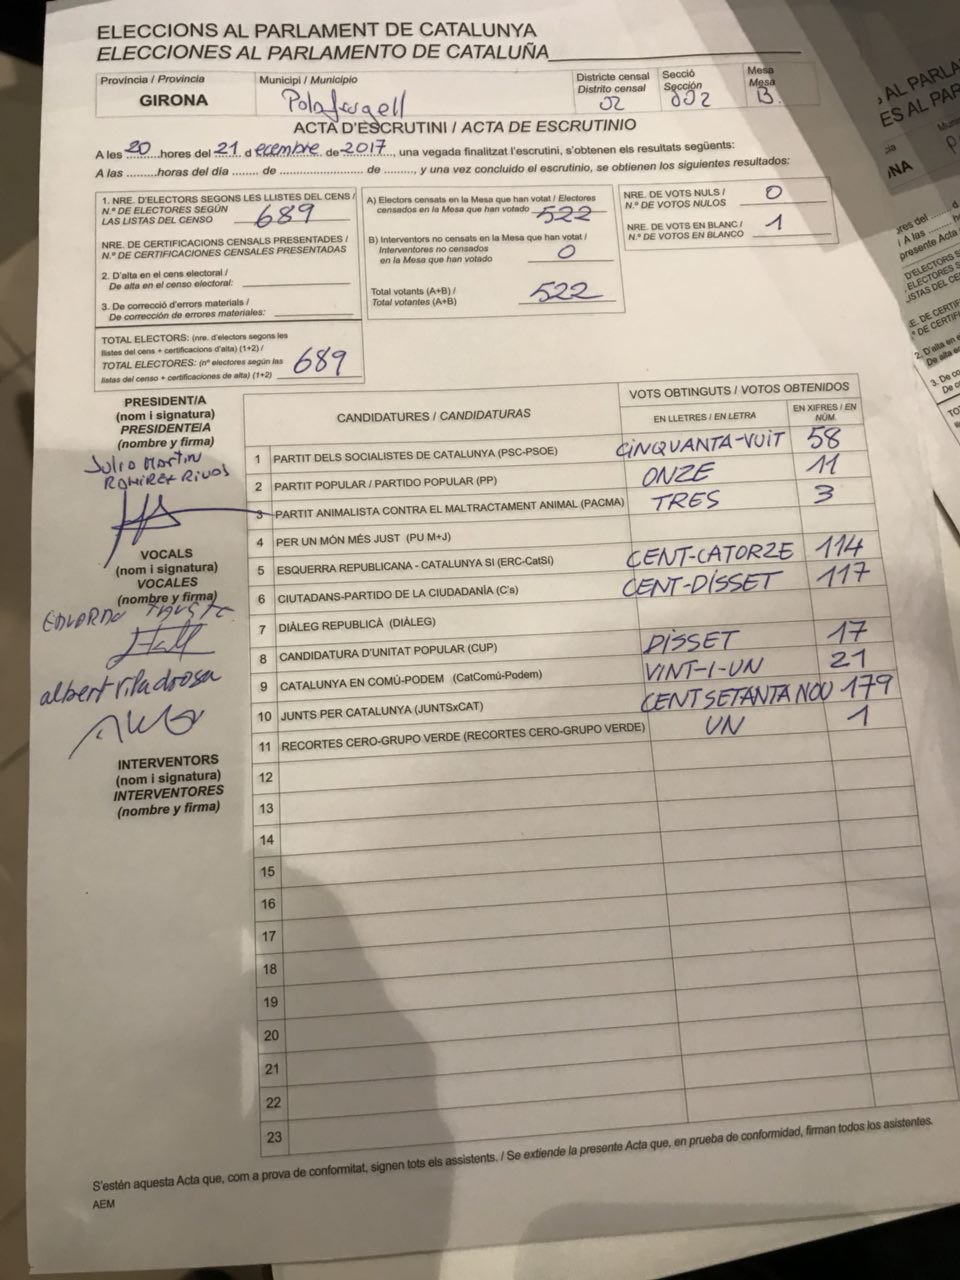 ELECCIONS AL PARLAMENT DE CATALUNYA
ELECCIONES AL PARLAMENTO DE CATALUÑA
Província / Provincia
GIRONA
Municipi / Municipio
Palafrugell
Districte censal
Distrito censal
02
Secció
Sección
002
Mesa
Mesa
B
ACTA D'ESCRUTINI / ACTA DE ESCRUTINIO
A les 20 hores del 21 d ecembre de 2017, una vegada finalitzat l'escrutini, s'obtenen els resultats següents:
A las .........horas del día ...... de ..................... de ........, y una vez concluido el escrutinio, se obtienen los siguientes resultados:
1. NRE. D'ELECTORS SEGONS LES LLISTES DEL CENS /
N.º DE ELECTORES SEGÚN
LAS LISTAS DEL CENSO 689
NRE. DE CERTIFICACIONS CENSALS PRESENTADES /
N.º DE CERTIFICACIONES CENSALES PRESENTADAS
2. D'alta en el cens electoral /
De alta en el censo electoral:
3. De correcció d'errors materials /
De corrección de errores materiales:
TOTAL ELECTORS: (nre. d'electors segons les
llistes del cens + certificacions d'alta) (1+2) /
TOTAL ELECTORES: (nº electores según las
listas del censo + certificaciones de alta) (1+2) 689
A) Electors censats en la Mesa que han votat / Electores
censados en la Mesa que han votado 522
B) Interventors no censats en la Mesa que han votat /
Interventores no censados
en la Mesa que han votado 0
Total votants (A+B) /
Total votantes (A+B) 522
NRE. DE VOTS NULS /
N.º DE VOTOS NULOS 0
NRE. DE VOTS EN BLANC /
N.º DE VOTOS EN BLANCO 1
PRESIDENT/A
(nom i signatura)
PRESIDENTE/A
(nombre y firma)
Julio Martin
Ramirez Rivos
VOCALS
(nom i signatura)
VOCALES
(nombre y firma)
albert viladrosa
INTERVENTORS
(nom i signatura)
INTERVENTORES
(nombre y firma)
CANDIDATURES / CANDIDATURAS
VOTS OBTINGUTS / VOTOS OBTENIDOS
EN LLETRES / EN LETRA
EN XIFRES / EN NÚM.
1 PARTIT DELS SOCIALISTES DE CATALUNYA (PSC-PSOE) CINQUANTA-VUIT 58
2 PARTIT POPULAR / PARTIDO POPULAR (PP) ONZE 11
3 PARTIT ANIMALISTA CONTRA EL MALTRACTAMENT ANIMAL (PACMA) TRES 3
4 PER UN MÓN MÉS JUST (PU M+J)
5 ESQUERRA REPUBLICANA - CATALUNYA SI (ERC-CatSí) CENT-CATORZE 114
6 CIUTADANS-PARTIDO DE LA CIUDADANÍA (C's) CENT-DISSET 117
7 DIÀLEG REPUBLICÀ (DIÀLEG)
8 CANDIDATURA D'UNITAT POPULAR (CUP) DISSET 17
9 CATALUNYA EN COMÚ-PODEM (CatComú-Podem) VINT-I-UN 21
10 JUNTS PER CATALUNYA (JUNTSxCAT) CENT SETANTA NOU 179
11 RECORTES CERO-GRUPO VERDE (RECORTES CERO-GRUPO VERDE) UN 1
12
13
14
15
16
17
18
19
20
21
22
23
S'estén aquesta Acta que, com a prova de conformitat, signen tots els assistents. / Se extiende la presente Acta que, en prueba de conformidad, firman todos los asistentes.
AEM